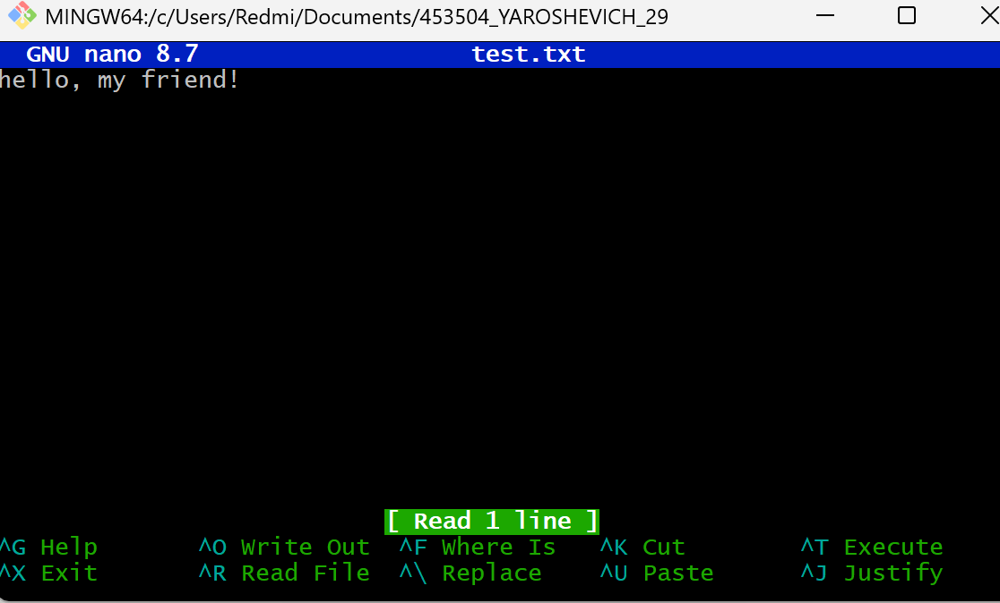 MINGW64:/c/Users/Redmi/Documents/453504_YAROSHEVICH_29
GNU nano 8.7 test.txt
hello, my friend!
[ Read 1 line ]
^G Help ^O Write Out ^F Where Is ^K Cut ^T Execute
^X Exit ^R Read File ^\ Replace ^U Paste ^J Justify